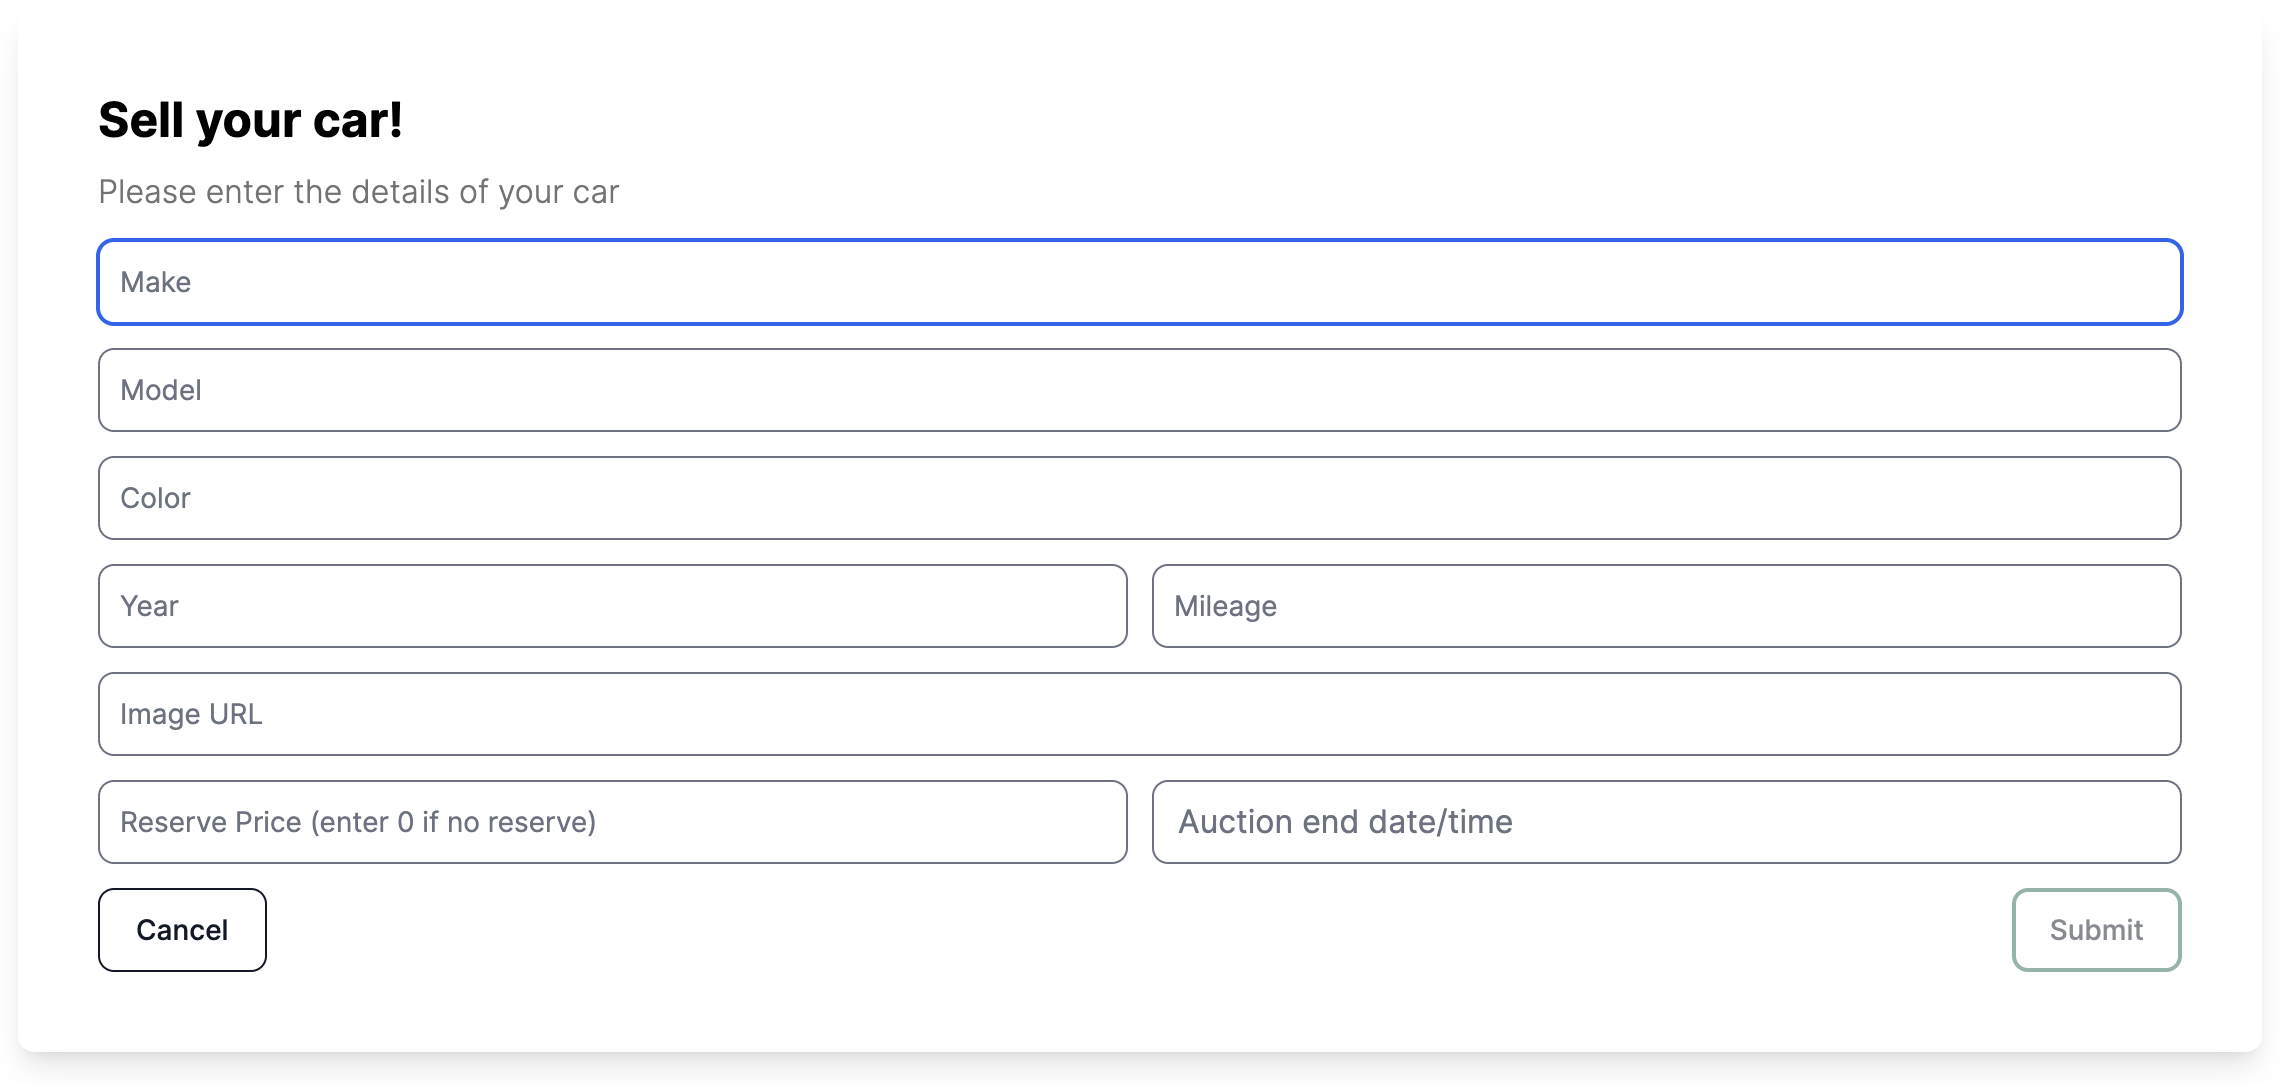 Sell your car!
Please enter the details of your car
Make
Model
Color
Year
Mileage
Image URL
Reserve Price (enter 0 if no reserve)
Auction end date/time
Cancel
Submit